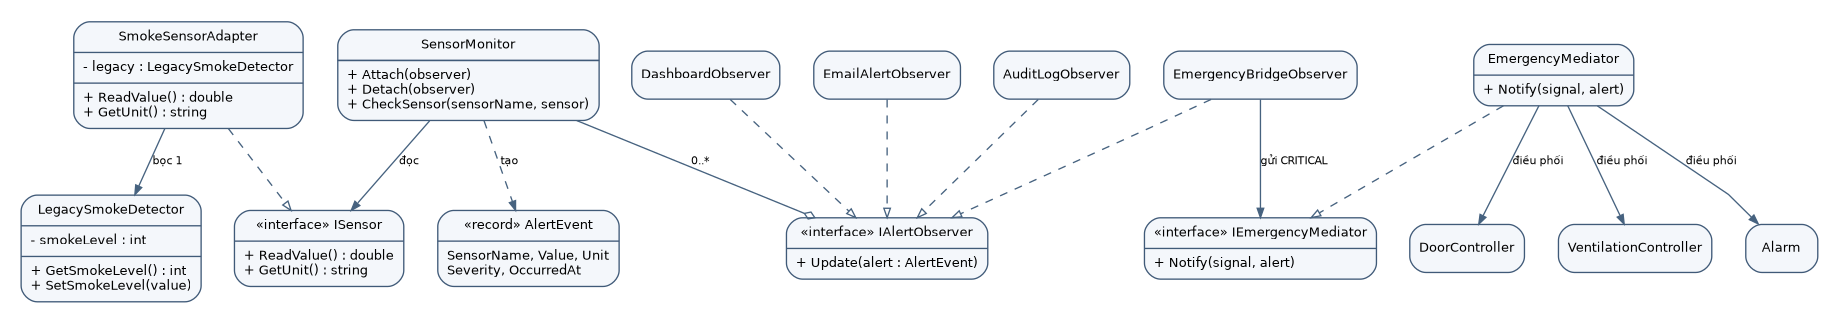 SmokeSensorAdapter
- legacy : LegacySmokeDetector
+ ReadValue() : double
+ GetUnit() : string
SensorMonitor
+ Attach(observer)
+ Detach(observer)
+ CheckSensor(sensorName, sensor)
DashboardObserver
EmailAlertObserver
AuditLogObserver
EmergencyBridgeObserver
EmergencyMediator
+ Notify(signal, alert)
bọc 1
đọc
tạo
0..*
gửi CRITICAL
điều phối
điều phối
điều phối
LegacySmokeDetector
- smokeLevel : int
+ GetSmokeLevel() : int
+ SetSmokeLevel(value)
«interface» ISensor
+ ReadValue() : double
+ GetUnit() : string
«record» AlertEvent
SensorName, Value, Unit
Severity, OccurredAt
«interface» IAlertObserver
+ Update(alert : AlertEvent)
«interface» IEmergencyMediator
+ Notify(signal, alert)
DoorController
VentilationController
Alarm